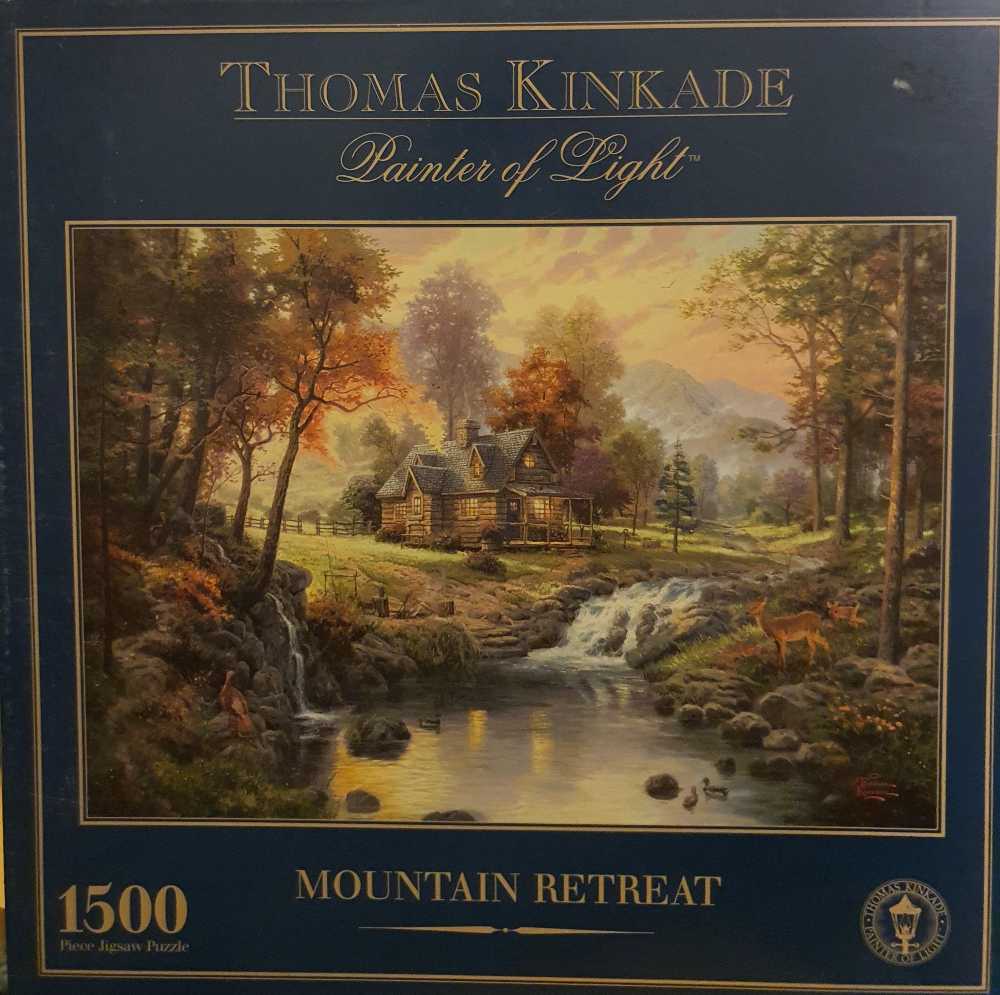 THOMAS KINKADE
Painter of Light™
1500
Piece Jigsaw Puzzle
MOUNTAIN RETREAT
THOMAS KINKADE
PAINTER OF LIGHT